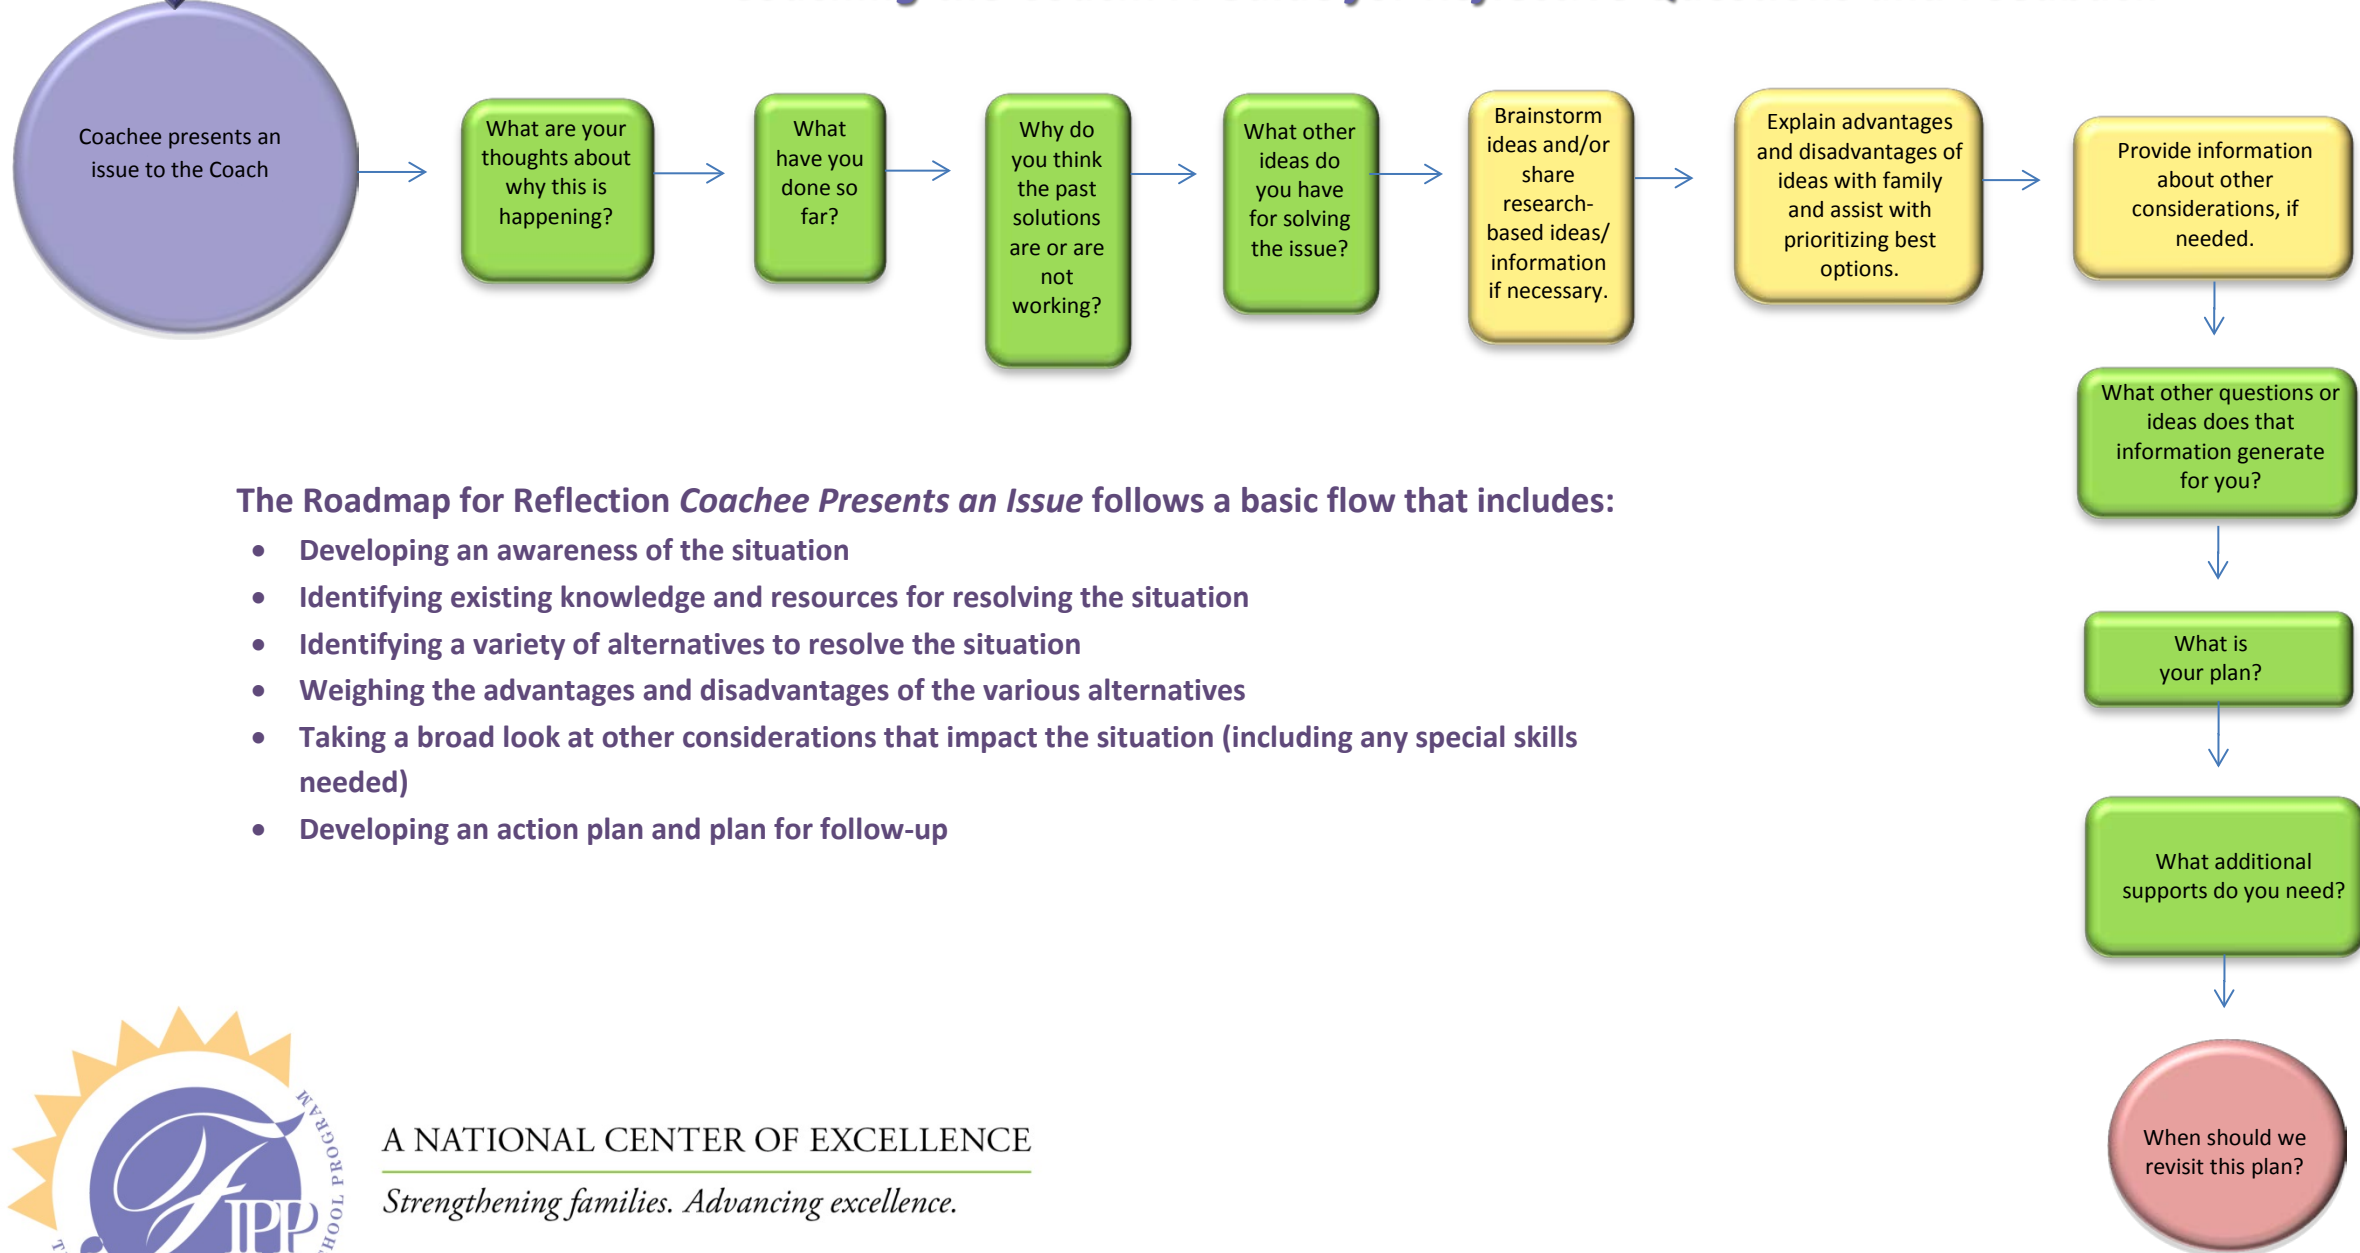 Coachee presents an
issue to the Coach
What are your
thoughts about
why this is
happening?
What
have you
done so
far?
Why do
you think
the past
solutions
are or are
not
working?
What other
ideas do
you have
for solving
the issue?
Brainstorm
ideas and/or
share
research-
based ideas/
information
if necessary.
Explain advantages
and disadvantages of
ideas with family
and assist with
prioritizing best
options.
Provide information
about other
considerations, if
needed.
What other questions or
ideas does that
information generate
for you?
What is
your plan?
What additional
supports do you need?
When should we
revisit this plan?
The Roadmap for Reflection Coachee Presents an Issue follows a basic flow that includes:
• Developing an awareness of the situation
• Identifying existing knowledge and resources for resolving the situation
• Identifying a variety of alternatives to resolve the situation
• Weighing the advantages and disadvantages of the various alternatives
• Taking a broad look at other considerations that impact the situation (including any special skills
needed)
• Developing an action plan and plan for follow-up
FIPP
PROGRAM
A NATIONAL CENTER OF EXCELLENCE
Strengthening families. Advancing excellence.